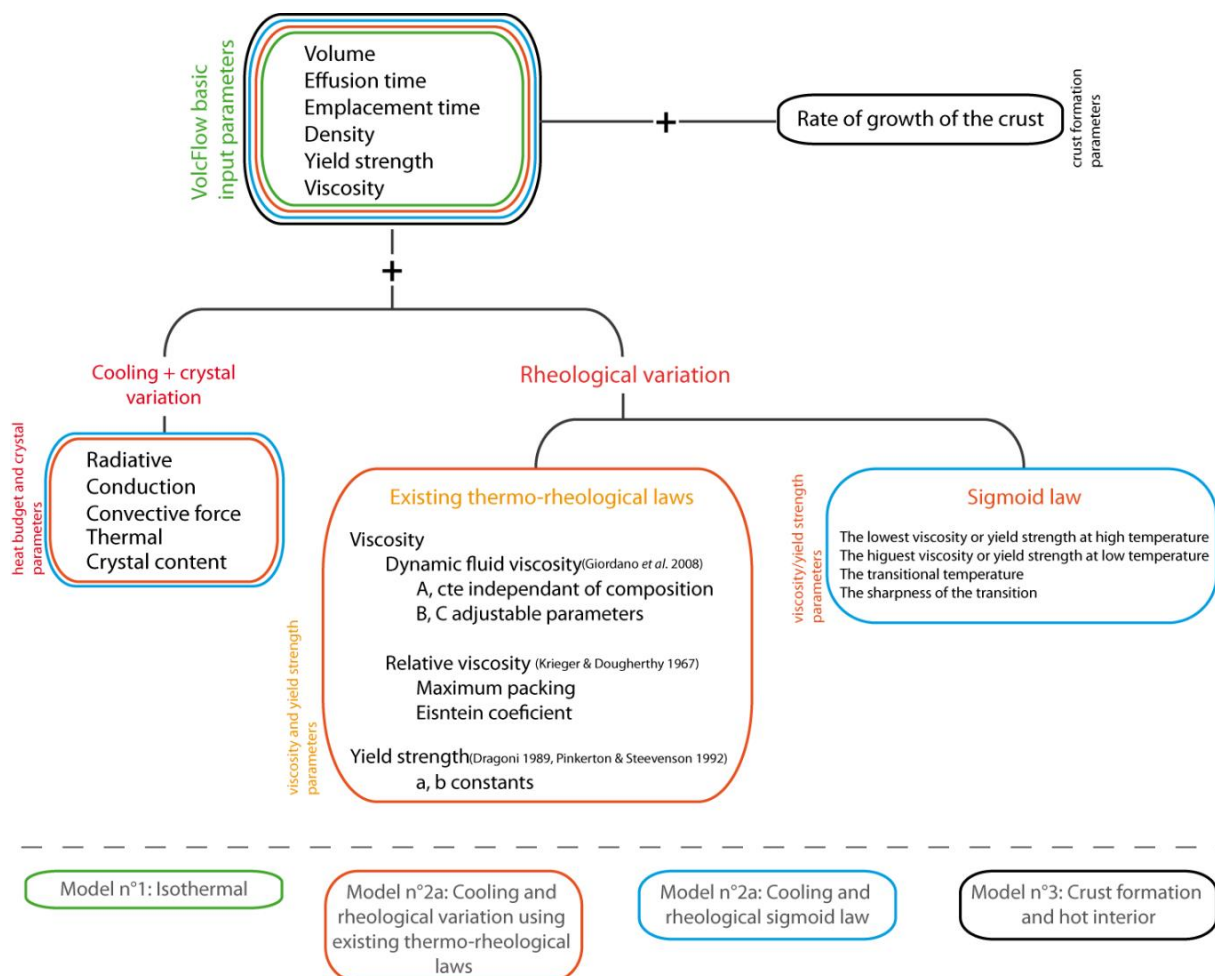 VolcFlow basic
input parameters
Volume
Effusion time
Emplacement time
Density
Yield strength
Viscosity
+
Rate of growth of the crust
crust formation
parameters
+
Cooling + crystal
variation
Rheological variation
heat budget and crystal
parameters
Radiative
Conduction
Convective force
Thermal
Crystal content
viscosity and yield strength
parameters
Existing thermo-rheological laws
Viscosity
Dynamic fluid viscosity(Giordano et al. 2008)
A, cte independant of composition
B, C adjustable parameters
Relative viscosity (Krieger & Dougherthy 1967)
Maximum packing
Eisntein coeficient
Yield strength(Dragoni 1989, Pinkerton & Steevenson 1992)
a, b constants
viscosity/yield strength
parameters
Sigmoid law
The lowest viscosity or yield strength at high temperature
The higuest viscosity or yield strength at low temperature
The transitional temperature
The sharpness of the transition
Model n°1: Isothermal
Model n°2a: Cooling and
rheological variation using
existing thermo-rheological
laws
Model n°2a: Cooling and
rheological sigmoid law
Model n°3: Crust formation
and hot interior